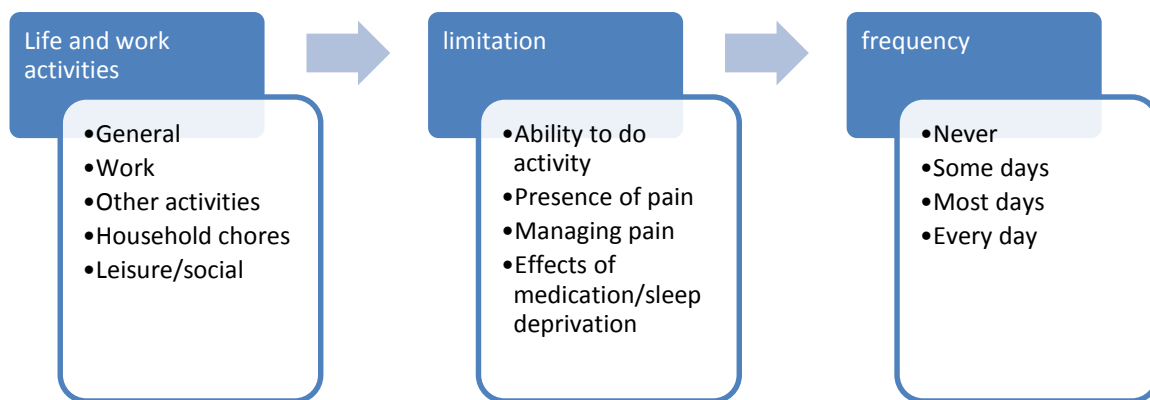 Life and work
activities
•General
•Work
•Other activities
•Household chores
•Leisure/social
limitation
•Ability to do
activity
•Presence of pain
•Managing pain
•Effects of
medication/sleep
deprivation
frequency
•Never
•Some days
•Most days
•Every day